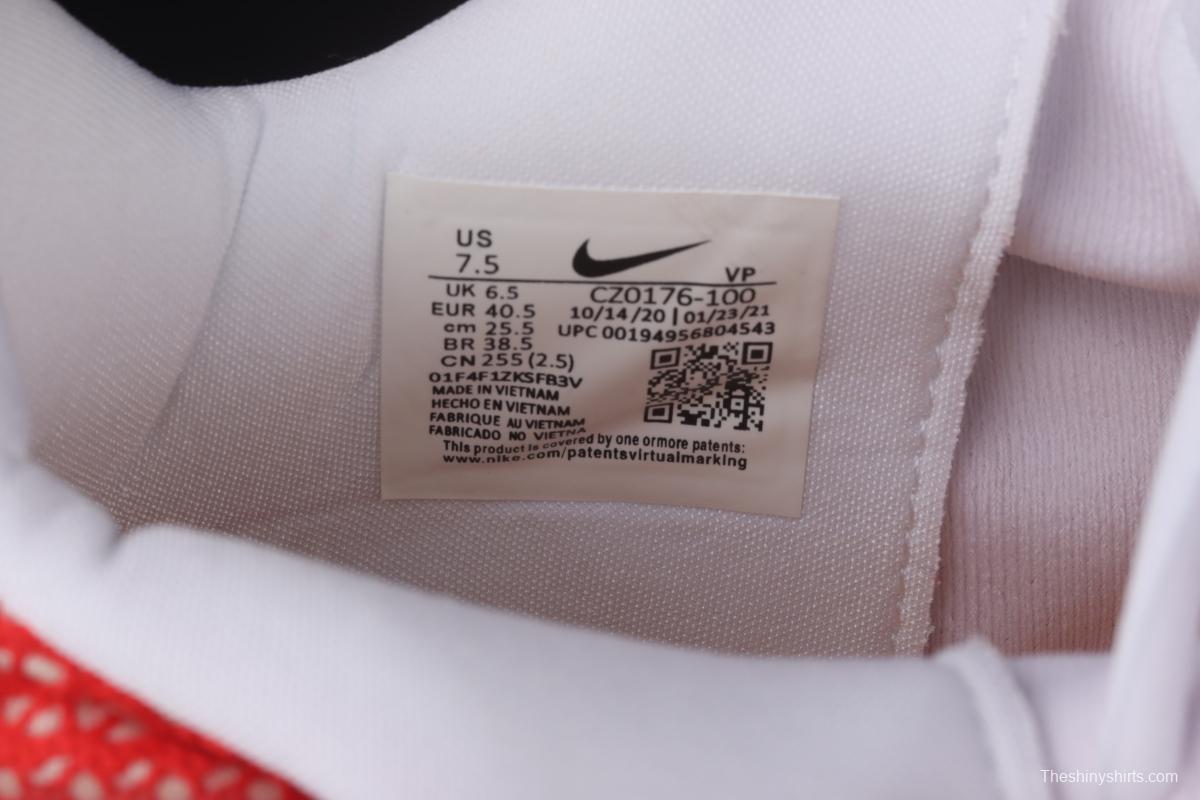 US
7.5
VP
UK 6.5
EUR 40.5
cm 25.5
BR 38.5
CN 255 (2.5)
CZ0176-100
10/14/20 | 01/23/21
UPC 00194956804543
01F4F1ZKSFB3V
MADE IN VIETNAM
HECHO EN VIETNAM
FABRIQUE AU VIETNAM
FABRICADO NO VIETNA
This product is covered by one ormore patents:
www.nike.com/patentsvirtualmarking
Theshinyshirts.com